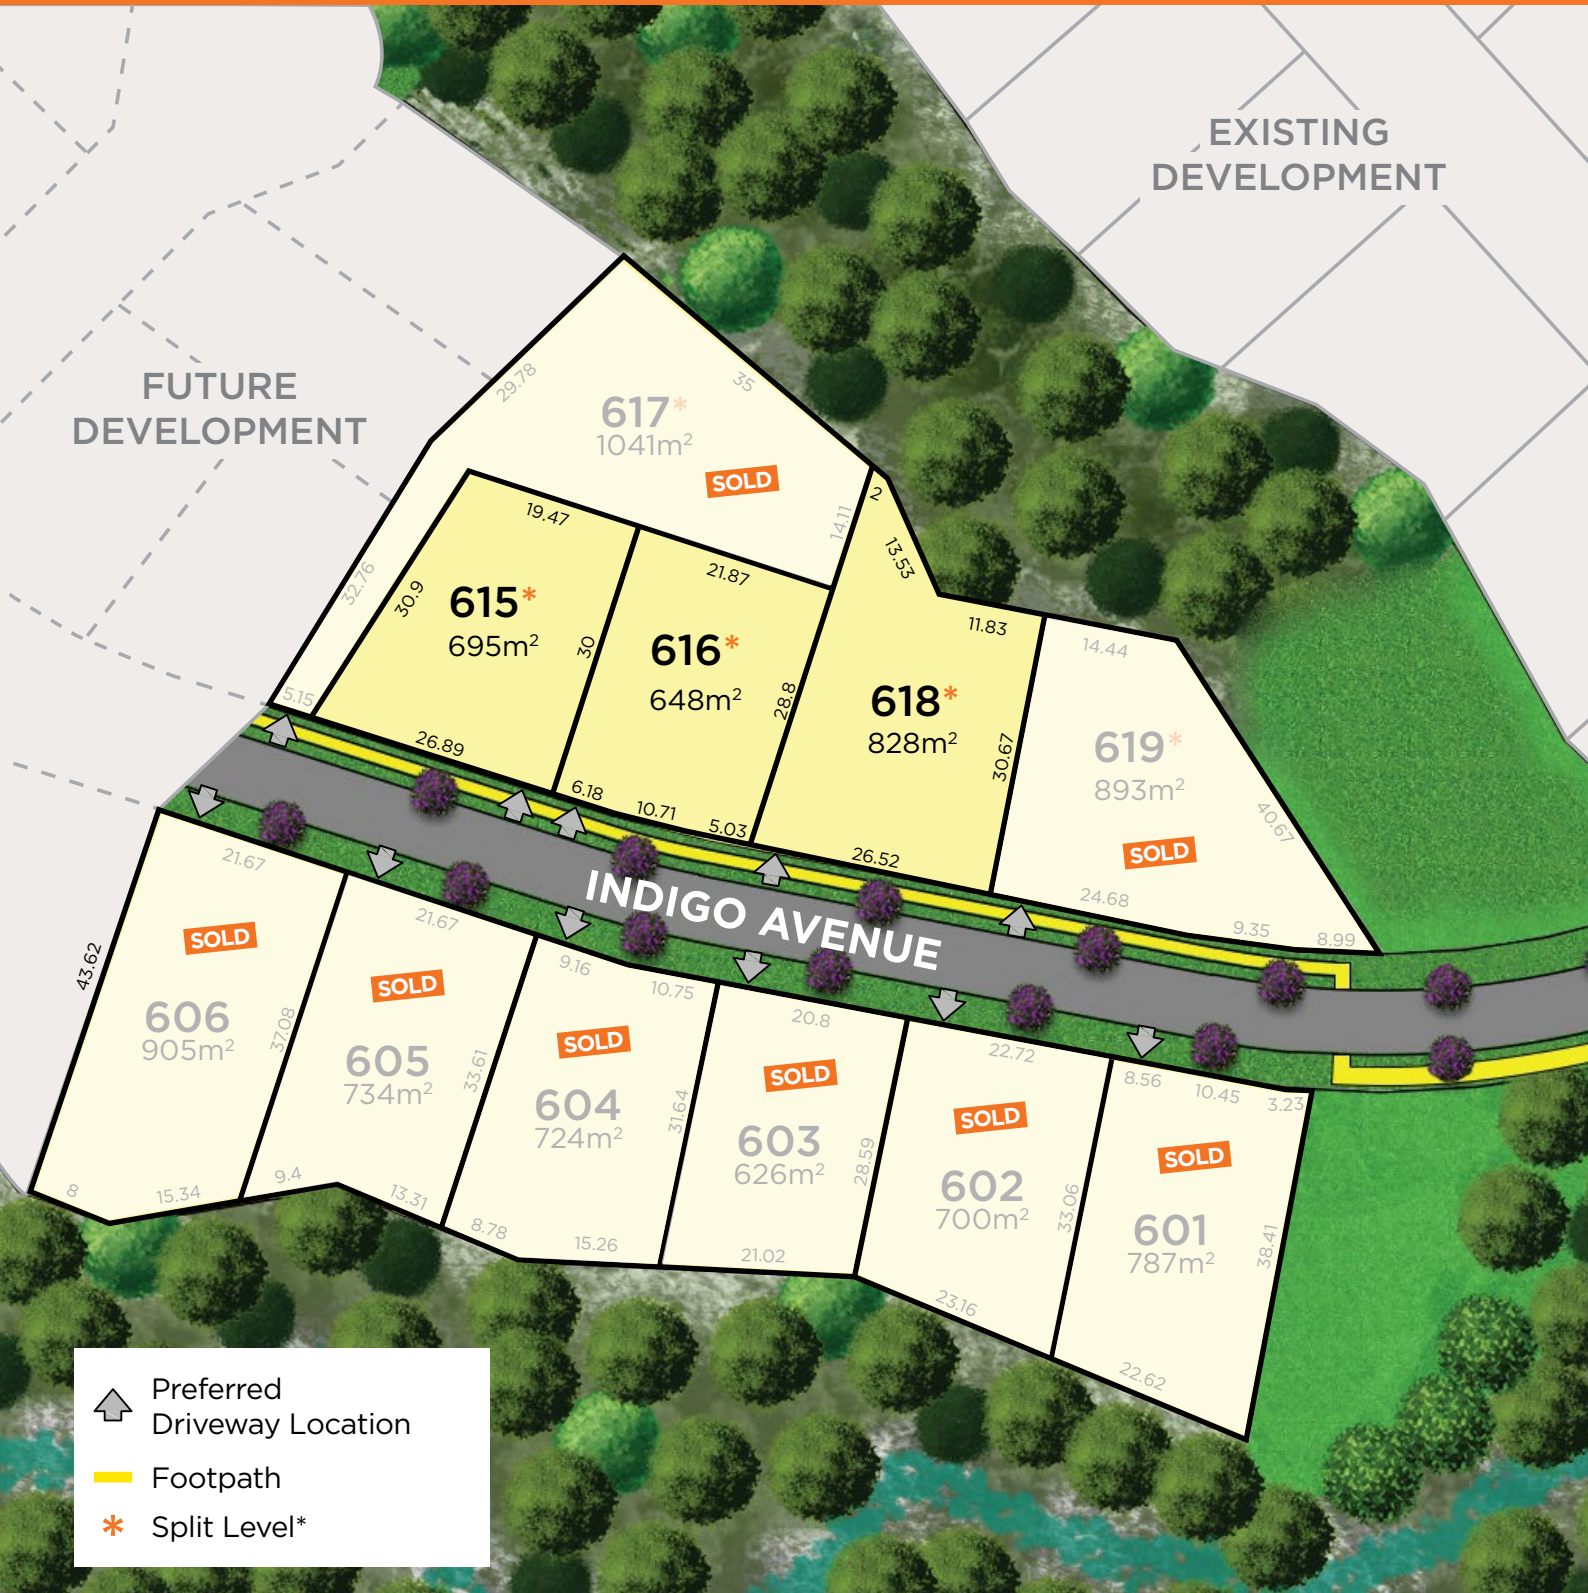 EXISTING
DEVELOPMENT
FUTURE
DEVELOPMENT
29.78
35
617*
1041m²
SOLD
14.11
32.76
5.15
19.47
30.9
615*
695m²
30
26.89
21.87
616*
648m²
28.8
6.18
10.71
5.03
2
13.53
11.83
618*
828m²
30.67
26.52
14.44
619*
893m²
40.67
SOLD
24.68
9.35
8.99
INDIGO AVENUE
21.67
SOLD
43.62
606
905m²
37.08
8
15.34
21.67
SOLD
605
734m²
33.61
9.4
13.31
9.16
10.75
SOLD
604
724m²
31.64
8.78
15.26
20.8
SOLD
603
626m²
28.59
21.02
22.72
SOLD
602
700m²
33.06
23.16
8.56
10.45
3.23
SOLD
601
787m²
38.41
22.62
Preferred
Driveway Location
Footpath
* Split Level*